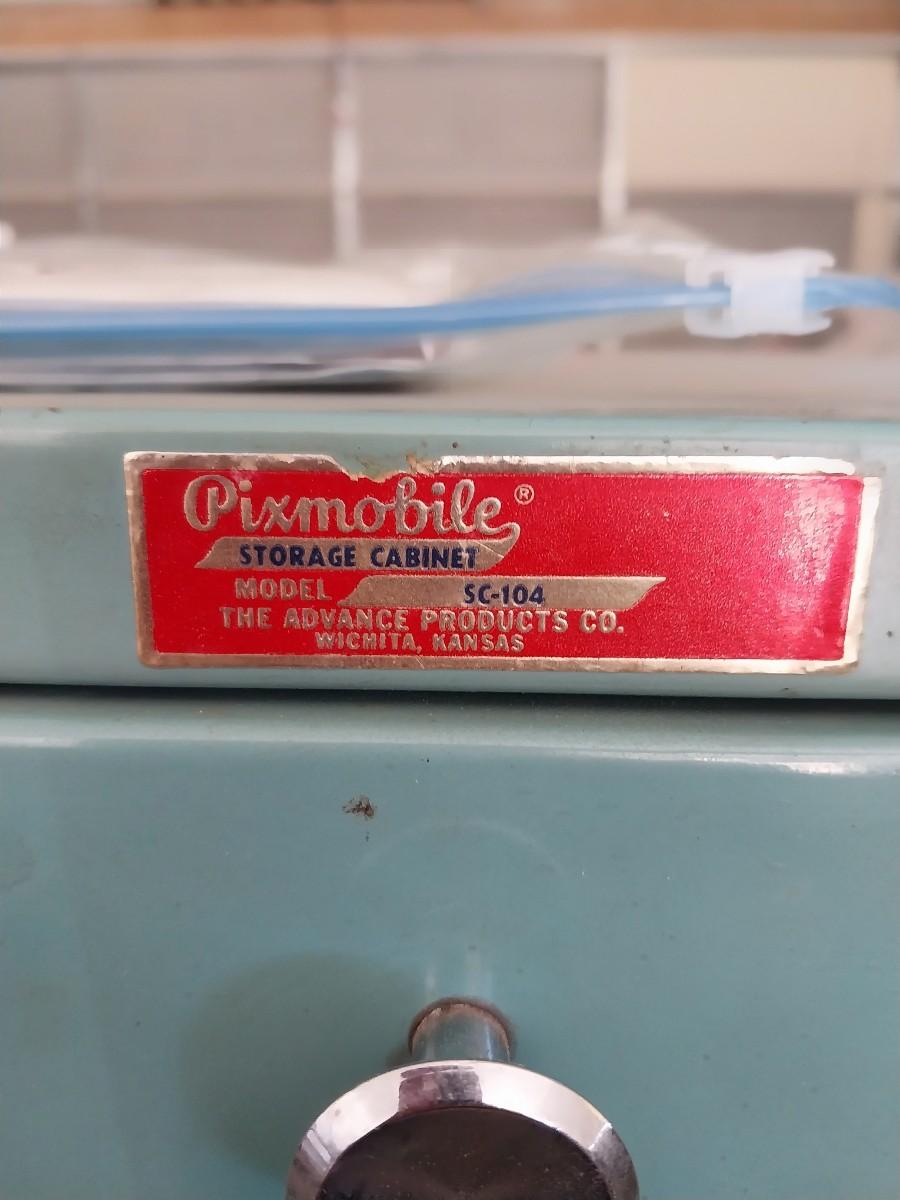 Pixmobile®
STORAGE CABINET
MODEL SC-104
THE ADVANCE PRODUCTS CO.
WICHITA, KANSAS